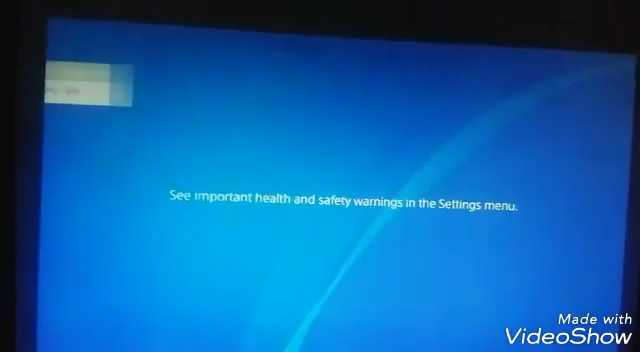 See important health and safety warnings in the Settings menu.
Made with
VideoShow